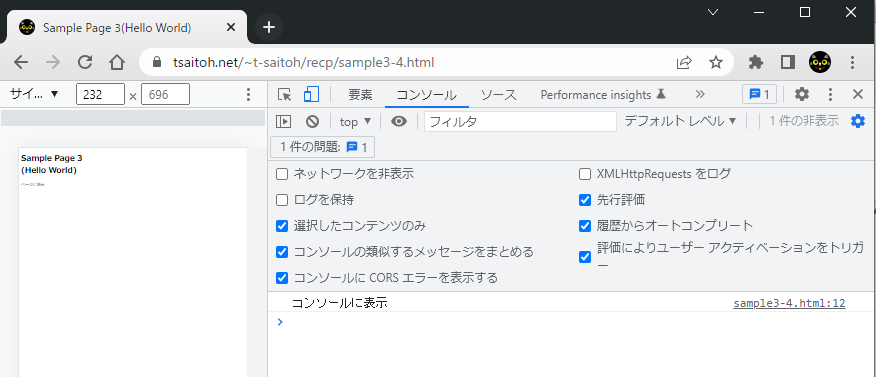 Sample Page 3(Hello World)
tsaitoh.net/~t-saitoh/recp/sample3-4.html
サイ... ▼ 232 × 696
要素 コンソール ソース Performance insights » 1
top ▼ フィルタ デフォルト レベル ▼ 1 件の非表示
1 件の問題: 1
ネットワークを非表示 XMLHttpRequests をログ
ログを保持 先行評価
選択したコンテンツのみ 履歴からオートコンプリート
コンソールの類似するメッセージをまとめる 評価によりユーザー アクティベーションをトリガー
コンソールに CORS エラーを表示する
コンソールに表示 sample3-4.html:12
>
Sample Page 3
(Hello World)
ページに表示